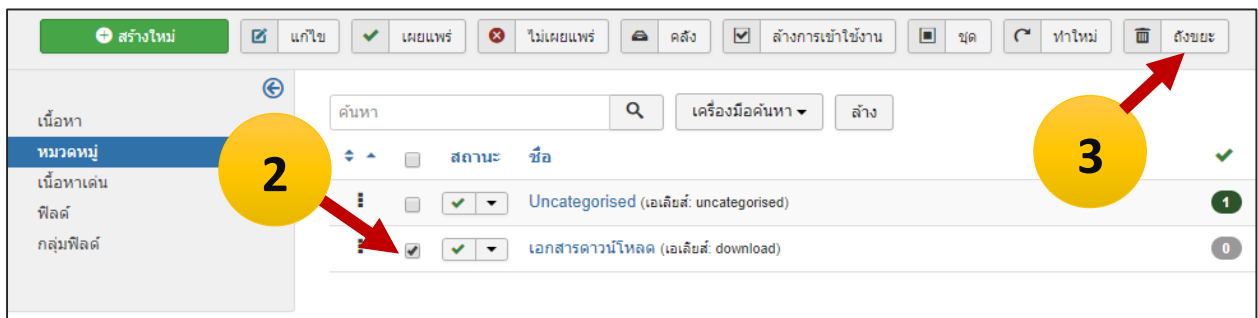 สร้างใหม่ แก้ไข เผยแพร่ ไม่เผยแพร่ คลัง ล้างการเช้าใช้งาน ชุด ทำใหม่ ถังขยะ
ค้นหา เครื่องมือค้นหา ล้าง
เนื้อหา
หมวดหมู่
เนื้อหาเด่น
ฟิลด์
กลุ่มฟิลด์
สถานะ ชื่อ
2
3
Uncategorised (เอเลียส์: uncategorised) 1
เอกสารดาวน์โหลด (เอเลียส์: download) 0